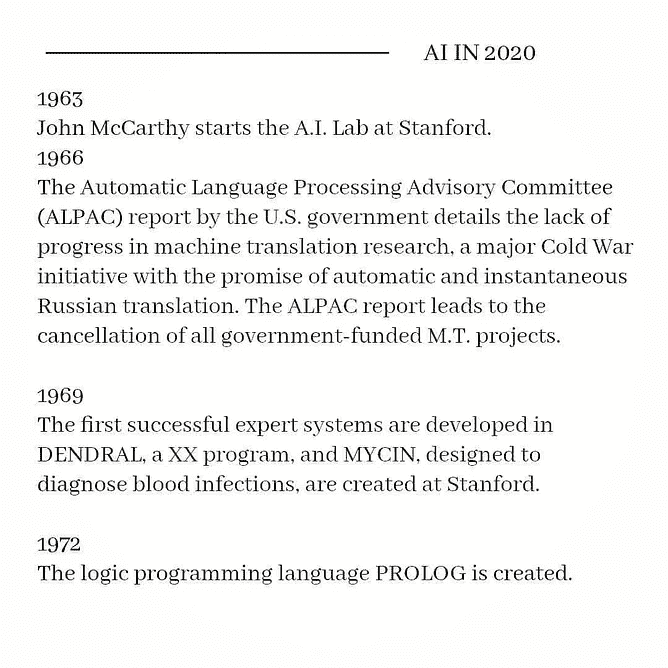 AI IN 2020
1963
John McCarthy starts the A.I. Lab at Stanford.
1966
The Automatic Language Processing Advisory Committee
(ALPAC) report by the U.S. government details the lack of
progress in machine translation research, a major Cold War
initiative with the promise of automatic and instantaneous
Russian translation. The ALPAC report leads to the
cancellation of all government-funded M.T. projects.
1969
The first successful expert systems are developed in
DENDRAL, a XX program, and MYCIN, designed to
diagnose blood infections, are created at Stanford.
1972
The logic programming language PROLOG is created.